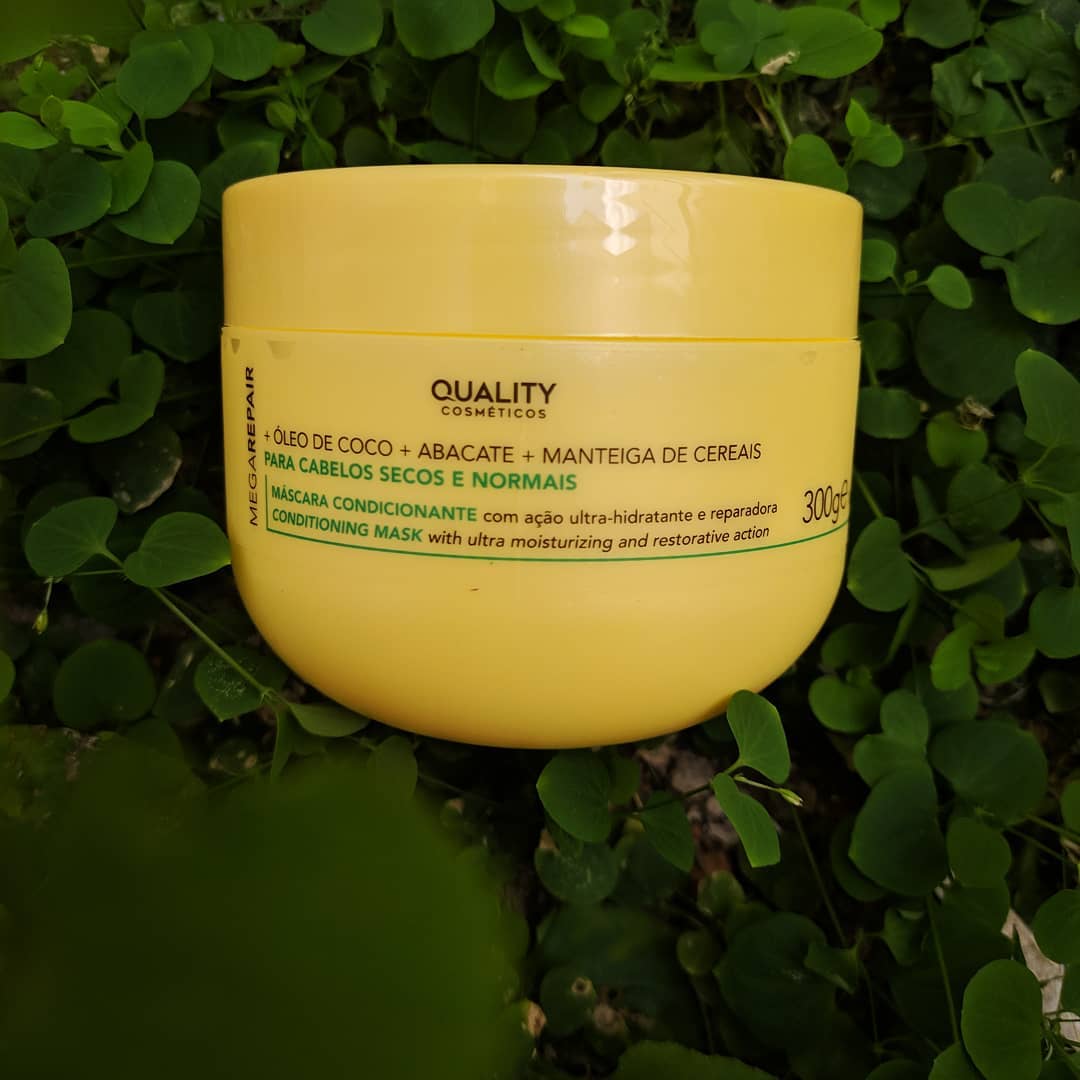 MEGAREPAIR
QUALITY
COSMÉTICOS
+ ÓLEO DE COCO + ABACATE + MANTEIGA DE CEREAIS
PARA CABELOS SECOS E NORMAIS
MÁSCARA CONDICIONANTE com ação ultra-hidratante e reparadora
CONDITIONING MASK with ultra moisturizing and restorative action
300g℮